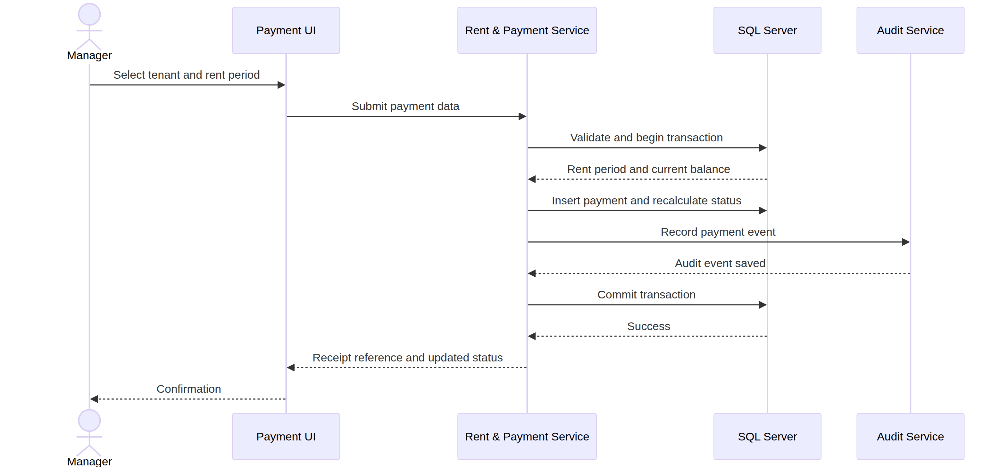 Payment UI
Rent & Payment Service
SQL Server
Audit Service
Manager
Select tenant and rent period
Submit payment data
Validate and begin transaction
Rent period and current balance
Insert payment and recalculate status
Record payment event
Audit event saved
Commit transaction
Success
Receipt reference and updated status
Confirmation
Payment UI
Rent & Payment Service
SQL Server
Audit Service
Manager